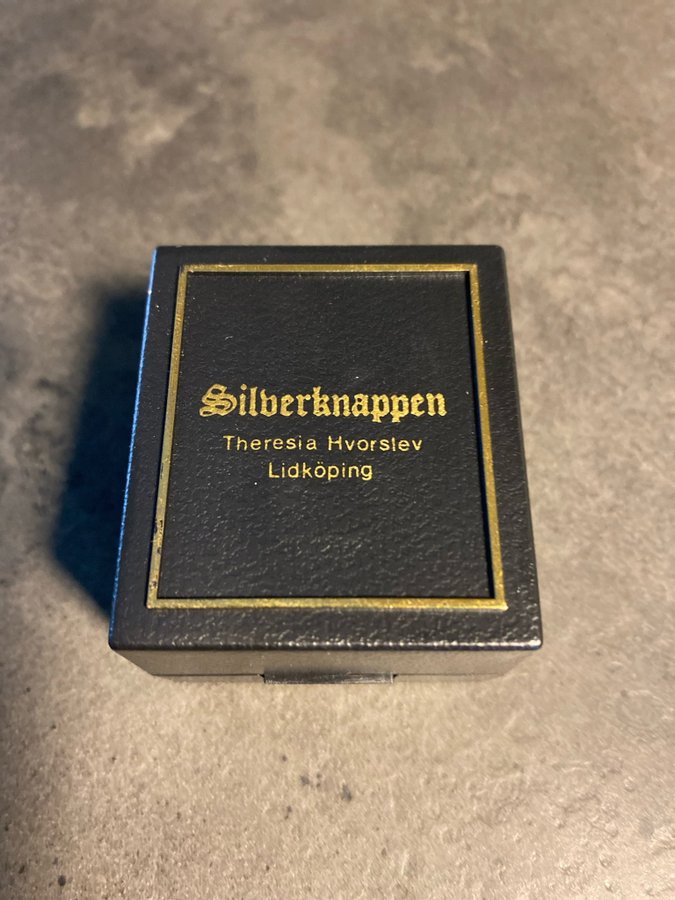 Silverknappen
Theresia Hvorslev
Lidköping